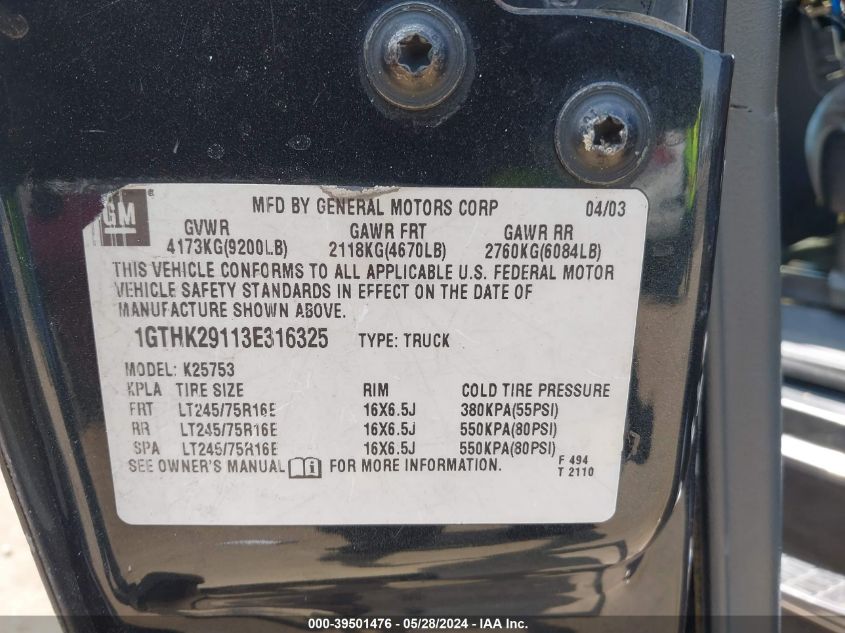 GM ®
MFD BY GENERAL MOTORS CORP 04/03
GVWR GAWR FRT GAWR RR
4173KG(9200LB) 2118KG(4670LB) 2760KG(6084LB)
THIS VEHICLE CONFORMS TO ALL APPLICABLE U.S. FEDERAL MOTOR
VEHICLE SAFETY STANDARDS IN EFFECT ON THE DATE OF
MANUFACTURE SHOWN ABOVE.
1GTHK29113E316325 TYPE: TRUCK
MODEL: K25753
KPLA TIRE SIZE RIM COLD TIRE PRESSURE
FRT LT245/75R16E 16X6.5J 380KPA(55PSI)
RR LT245/75R16E 16X6.5J 550KPA(80PSI)
SPA LT245/75R16E 16X6.5J 550KPA(80PSI)
SEE OWNER'S MANUAL i FOR MORE INFORMATION. F 494
T 2110
000-39501476 — 05/28/2024 — IAA Inc.